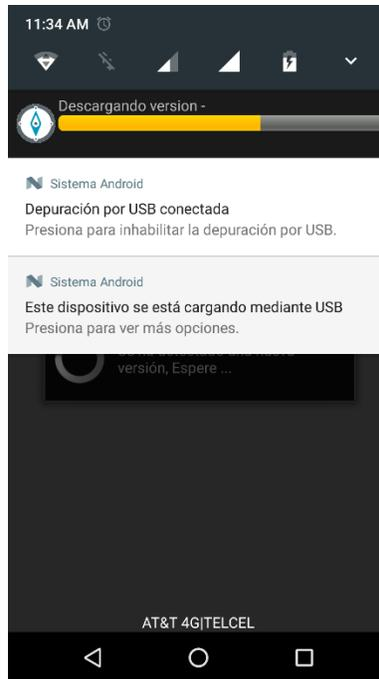 11:34 AM
Descargando version -
Sistema Android
Depuración por USB conectada
Presiona para inhabilitar la depuración por USB.
Sistema Android
Este dispositivo se está cargando mediante USB
Presiona para ver más opciones.
versión, Espere ...
AT&T 4G|TELCEL